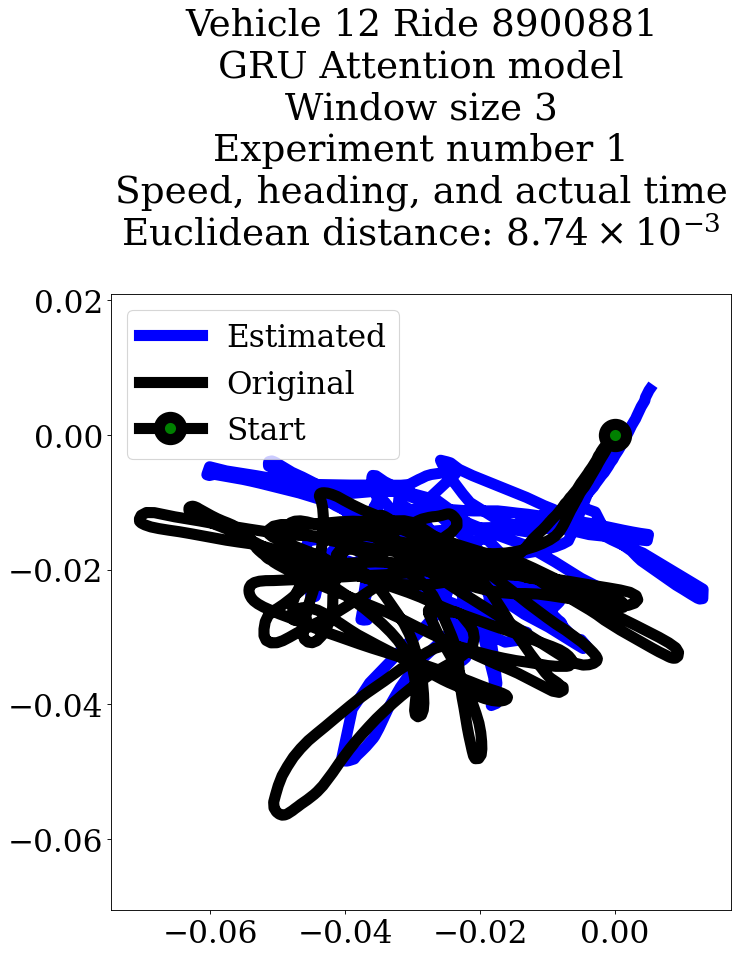 Vehicle 12 Ride 8900881
GRU Attention model
Window size 3
Experiment number 1
Speed, heading, and actual time
Euclidean distance: 8.74 × 10⁻³
Estimated
Original
Start
0.02
0.00
−0.02
−0.04
−0.06
−0.06 −0.04 −0.02 0.00